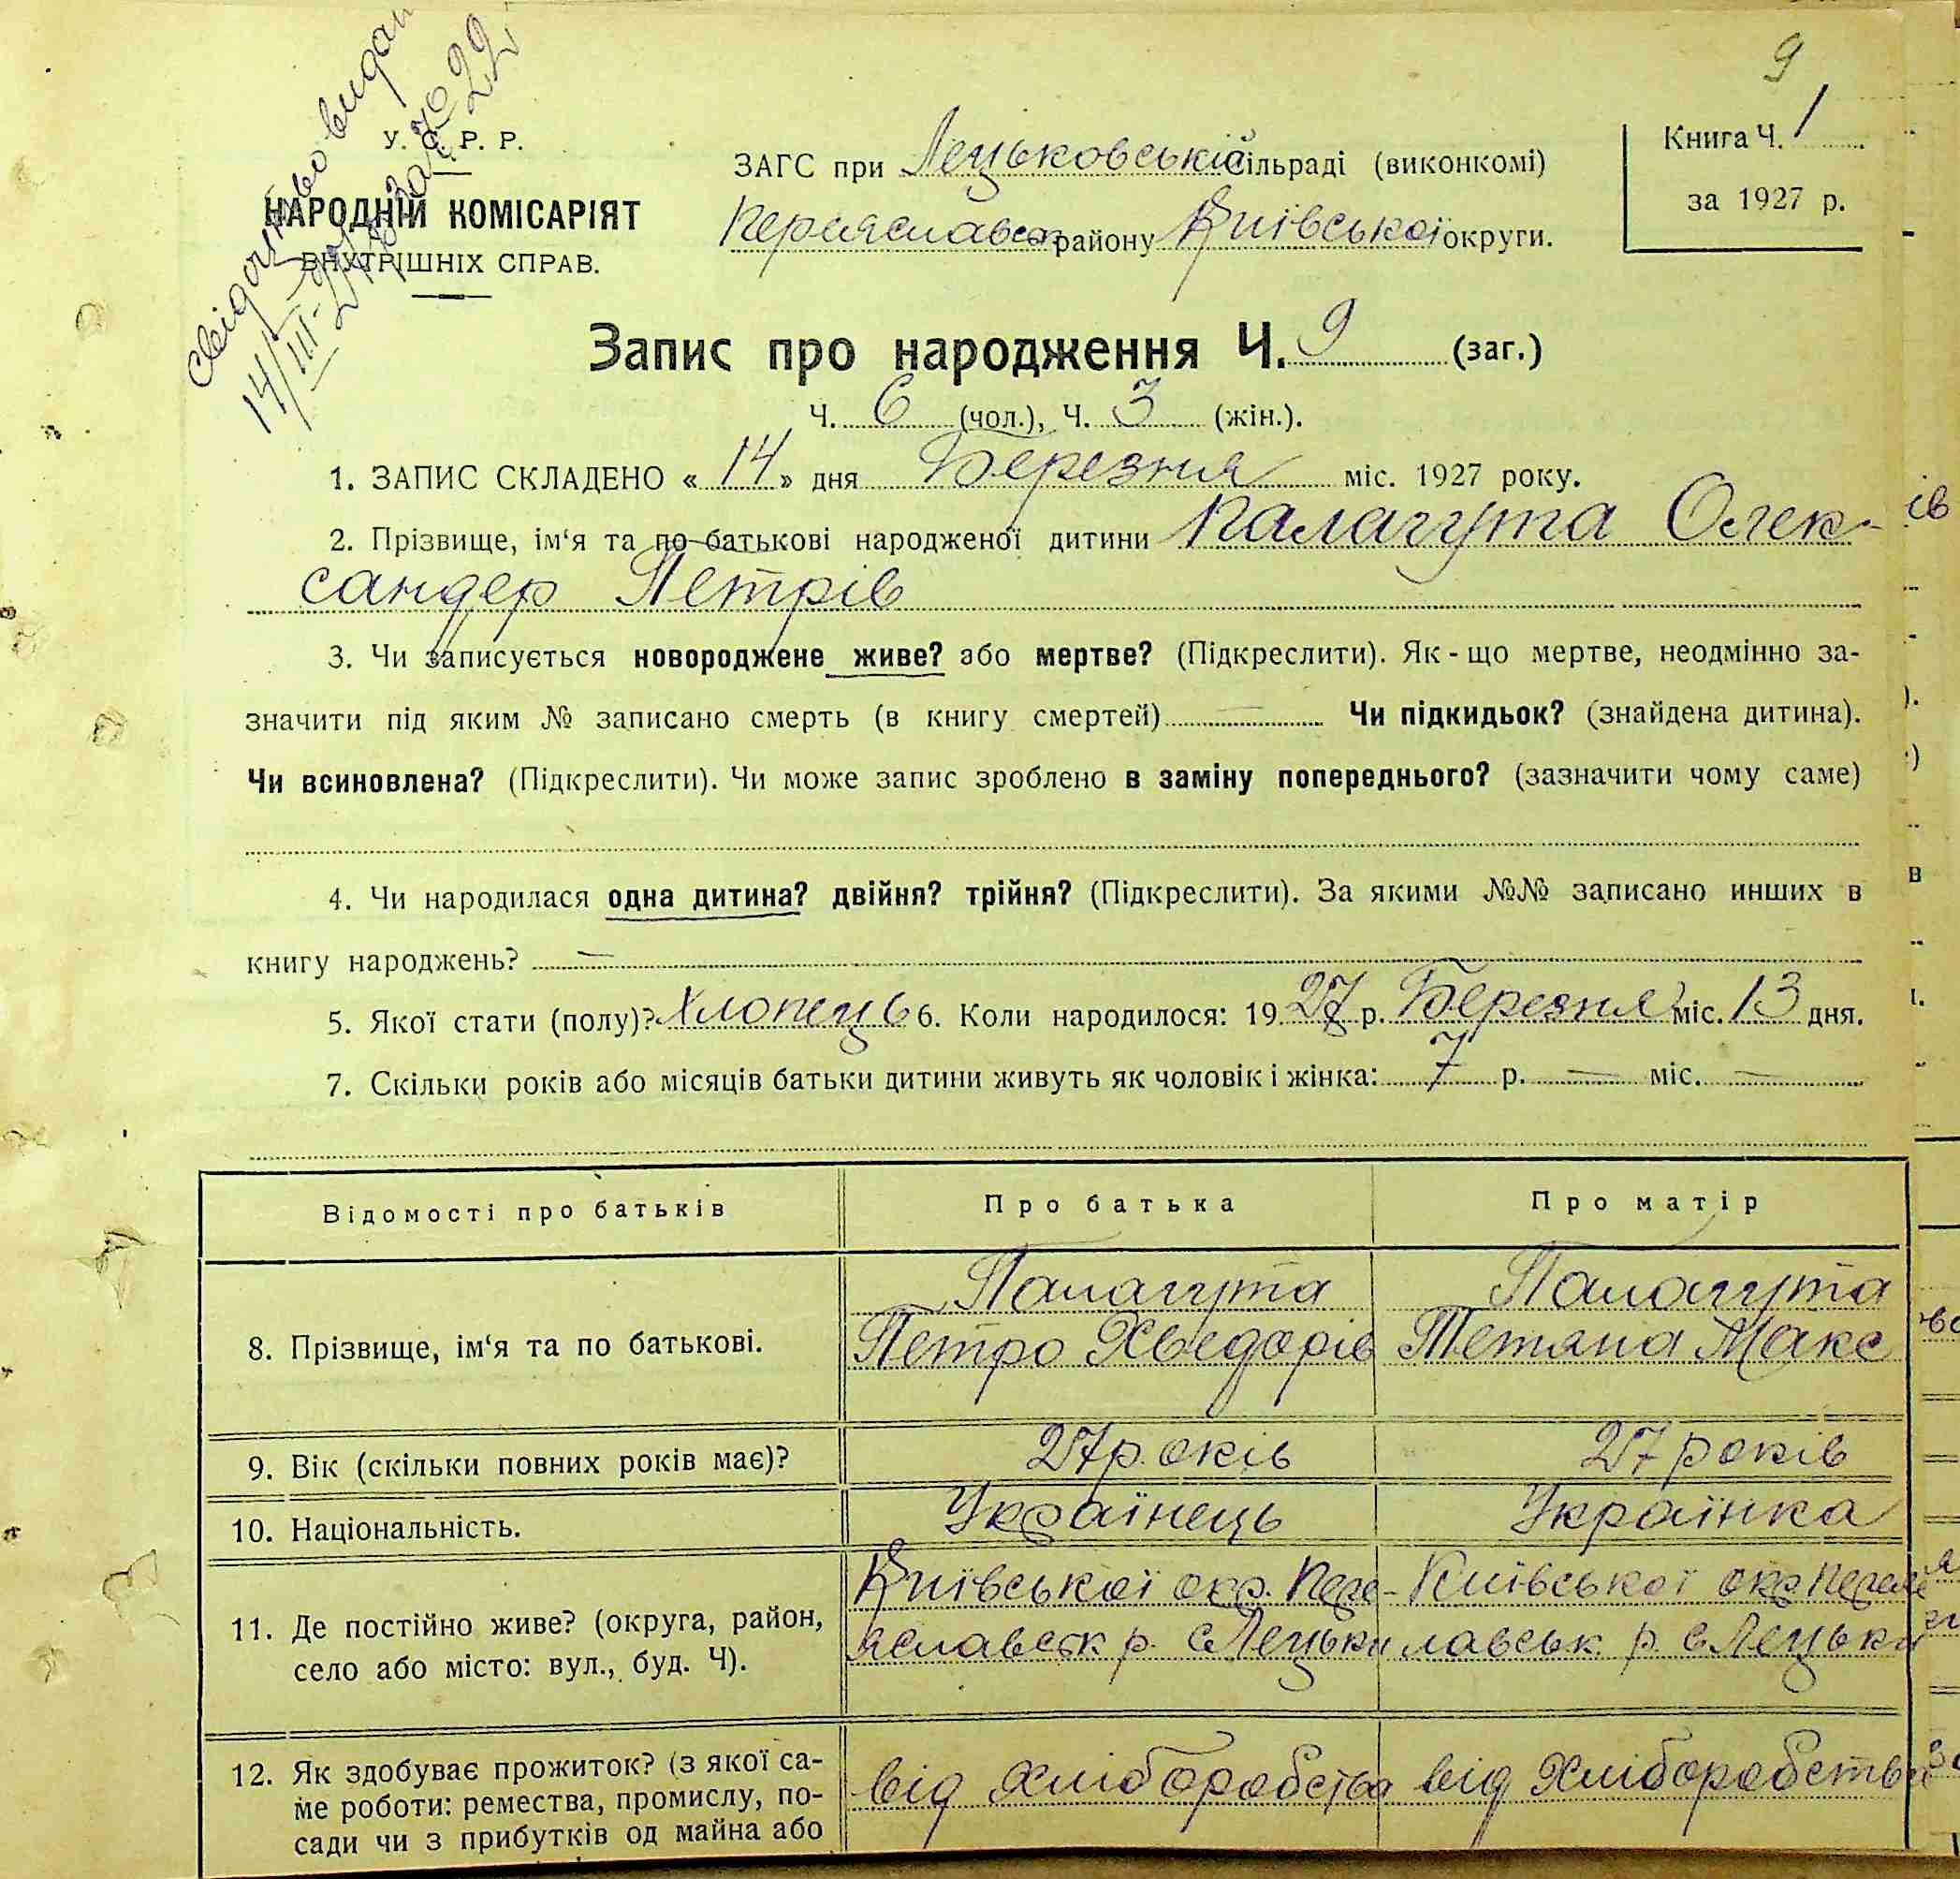 9
Свідоцтво видан
14/III-27 р. за № 22
У. С. Р. Р.
НАРОДНІЙ КОМІСАРІЯТ
ВНУТРІШНІХ СПРАВ.
ЗАГС при Лецьковській сільраді (виконкомі)
Переяславськ району Київської округи.
Книга Ч. 1
за 1927 р.
Запис про народження Ч. 9 (заг.)
Ч. 6 (чол.), Ч. 3 (жін.).
1. ЗАПИС СКЛАДЕНО «14» дня Березня міс. 1927 року.
2. Прізвище, ім‘я та по-батькові народженої дитини Палагута Олек-
сандер Петрів
3. Чи записується новороджене живе? або мертве? (Підкреслити). Як-що мертве, неодмінно за-
значити під яким № записано смерть (в книгу смертей) — Чи підкидьок? (знайдена дитина).
Чи всиновлена? (Підкреслити). Чи може запис зроблено в заміну попереднього? (зазначити чому саме)
4. Чи народилася одна дитина? двійня? трійня? (Підкреслити). За якими №№ записано инших в
книгу народжень? —
5. Якої стати (полу)? Хлопець 6. Коли народилося: 1927 р. Березня міс. 13 дня.
7. Скільки років або місяців батьки дитини живуть як чоловік і жінка: 7 р. — міс. —
Відомості про батьків Про батька Про матір
8. Прізвище, ім‘я та по батькові.
Палагута
Петро Хведорів
Палагута
Тетяна Макс
9. Вік (скільки повних років має)? 27 років 27 років
10. Національність. Українець Українка
11. Де постійно живе? (округа, район,
село або місто: вул., буд. Ч).
Київської окр. Пере-
яславськ р. с Лецьки
Київської окр Переяс
лавськ. р. с Лецьки
12. Як здобуває прожиток? (з якої са-
ме роботи: ремества, промислу, по-
сади чи з прибутків од майна або
від хліборобства
від хліборобства